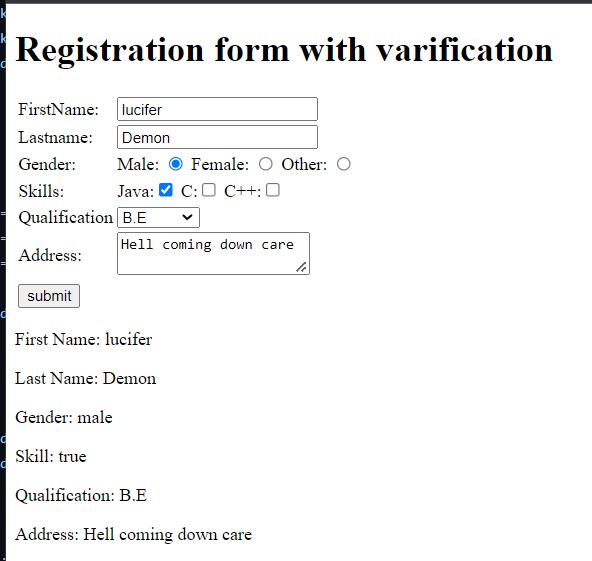 Registration form with varification
FirstName: lucifer
Lastname: Demon
Gender: Male: Female: Other:
Skills: Java: C: C++:
Qualification B.E
Address: Hell coming down care
submit
First Name: lucifer
Last Name: Demon
Gender: male
Skill: true
Qualification: B.E
Address: Hell coming down care